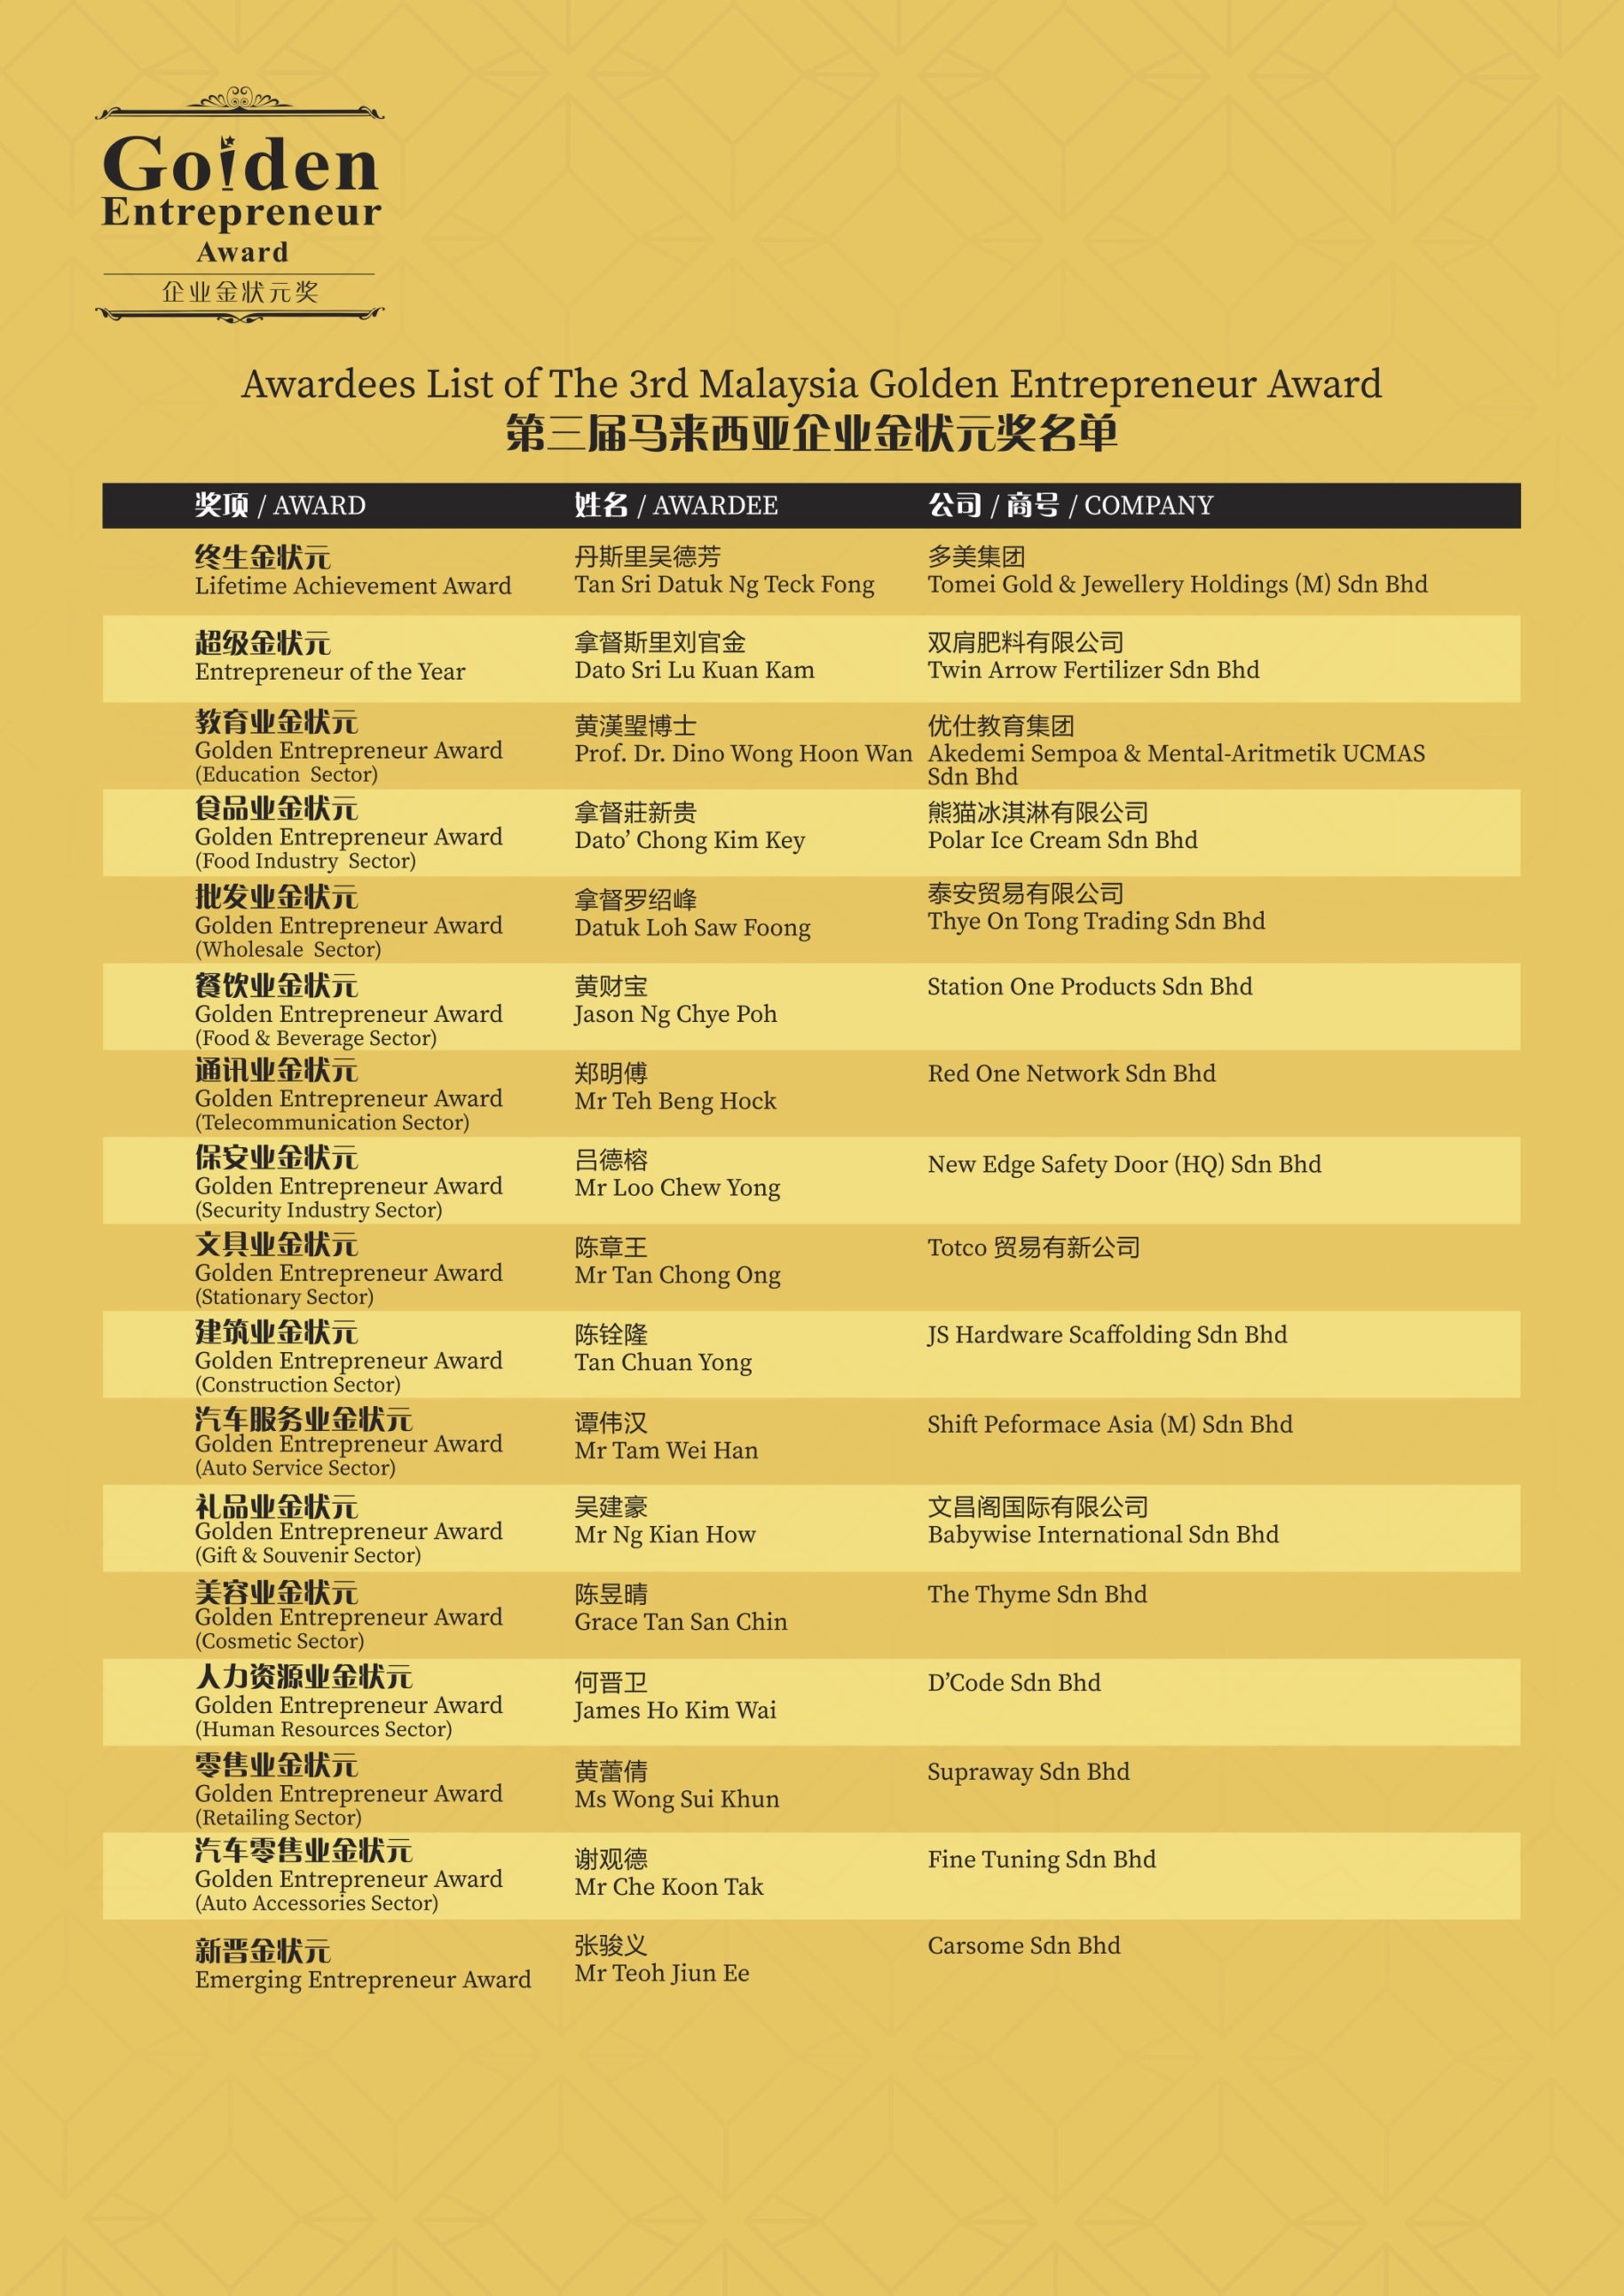 Golden
Entrepreneur
Award
企业金状元奖
Awardees List of The 3rd Malaysia Golden Entrepreneur Award
第三届马来西亚企业金状元奖名单
奖项 / AWARD 姓名 / AWARDEE 公司 / 商号 / COMPANY
终生金状元 丹斯里吴德芳 多美集团
Lifetime Achievement Award Tan Sri Datuk Ng Teck Fong Tomei Gold & Jewellery Holdings (M) Sdn Bhd
超级金状元 拿督斯里刘官金 双肩肥料有限公司
Entrepreneur of the Year Dato Sri Lu Kuan Kam Twin Arrow Fertilizer Sdn Bhd
教育业金状元 黄漢琞博士 优仕教育集团
Golden Entrepreneur Award Prof. Dr. Dino Wong Hoon Wan Akedemi Sempoa & Mental-Aritmetik UCMAS
(Education Sector) Sdn Bhd
食品业金状元 拿督莊新贵 熊猫冰淇淋有限公司
Golden Entrepreneur Award Dato’ Chong Kim Key Polar Ice Cream Sdn Bhd
(Food Industry Sector)
批发业金状元 拿督罗绍峰 泰安贸易有限公司
Golden Entrepreneur Award Datuk Loh Saw Foong Thye On Tong Trading Sdn Bhd
(Wholesale Sector)
餐饮业金状元 黄财宝 Station One Products Sdn Bhd
Golden Entrepreneur Award Jason Ng Chye Poh
(Food & Beverage Sector)
通讯业金状元 郑明傅 Red One Network Sdn Bhd
Golden Entrepreneur Award Mr Teh Beng Hock
(Telecommunication Sector)
保安业金状元 吕德榕 New Edge Safety Door (HQ) Sdn Bhd
Golden Entrepreneur Award Mr Loo Chew Yong
(Security Industry Sector)
文具业金状元 陈章王 Totco 贸易有新公司
Golden Entrepreneur Award Mr Tan Chong Ong
(Stationary Sector)
建筑业金状元 陈铨隆 JS Hardware Scaffolding Sdn Bhd
Golden Entrepreneur Award Tan Chuan Yong
(Construction Sector)
汽车服务业金状元 谭伟汉 Shift Peformace Asia (M) Sdn Bhd
Golden Entrepreneur Award Mr Tam Wei Han
(Auto Service Sector)
礼品业金状元 吴建豪 文昌阁国际有限公司
Golden Entrepreneur Award Mr Ng Kian How Babywise International Sdn Bhd
(Gift & Souvenir Sector)
美容业金状元 陈昱晴 The Thyme Sdn Bhd
Golden Entrepreneur Award Grace Tan San Chin
(Cosmetic Sector)
人力资源业金状元 何晋卫 D’Code Sdn Bhd
Golden Entrepreneur Award James Ho Kim Wai
(Human Resources Sector)
零售业金状元 黄蕾倩 Supraway Sdn Bhd
Golden Entrepreneur Award Ms Wong Sui Khun
(Retailing Sector)
汽车零售业金状元 谢观德 Fine Tuning Sdn Bhd
Golden Entrepreneur Award Mr Che Koon Tak
(Auto Accessories Sector)
新晋金状元 张骏义 Carsome Sdn Bhd
Emerging Entrepreneur Award Mr Teoh Jiun Ee